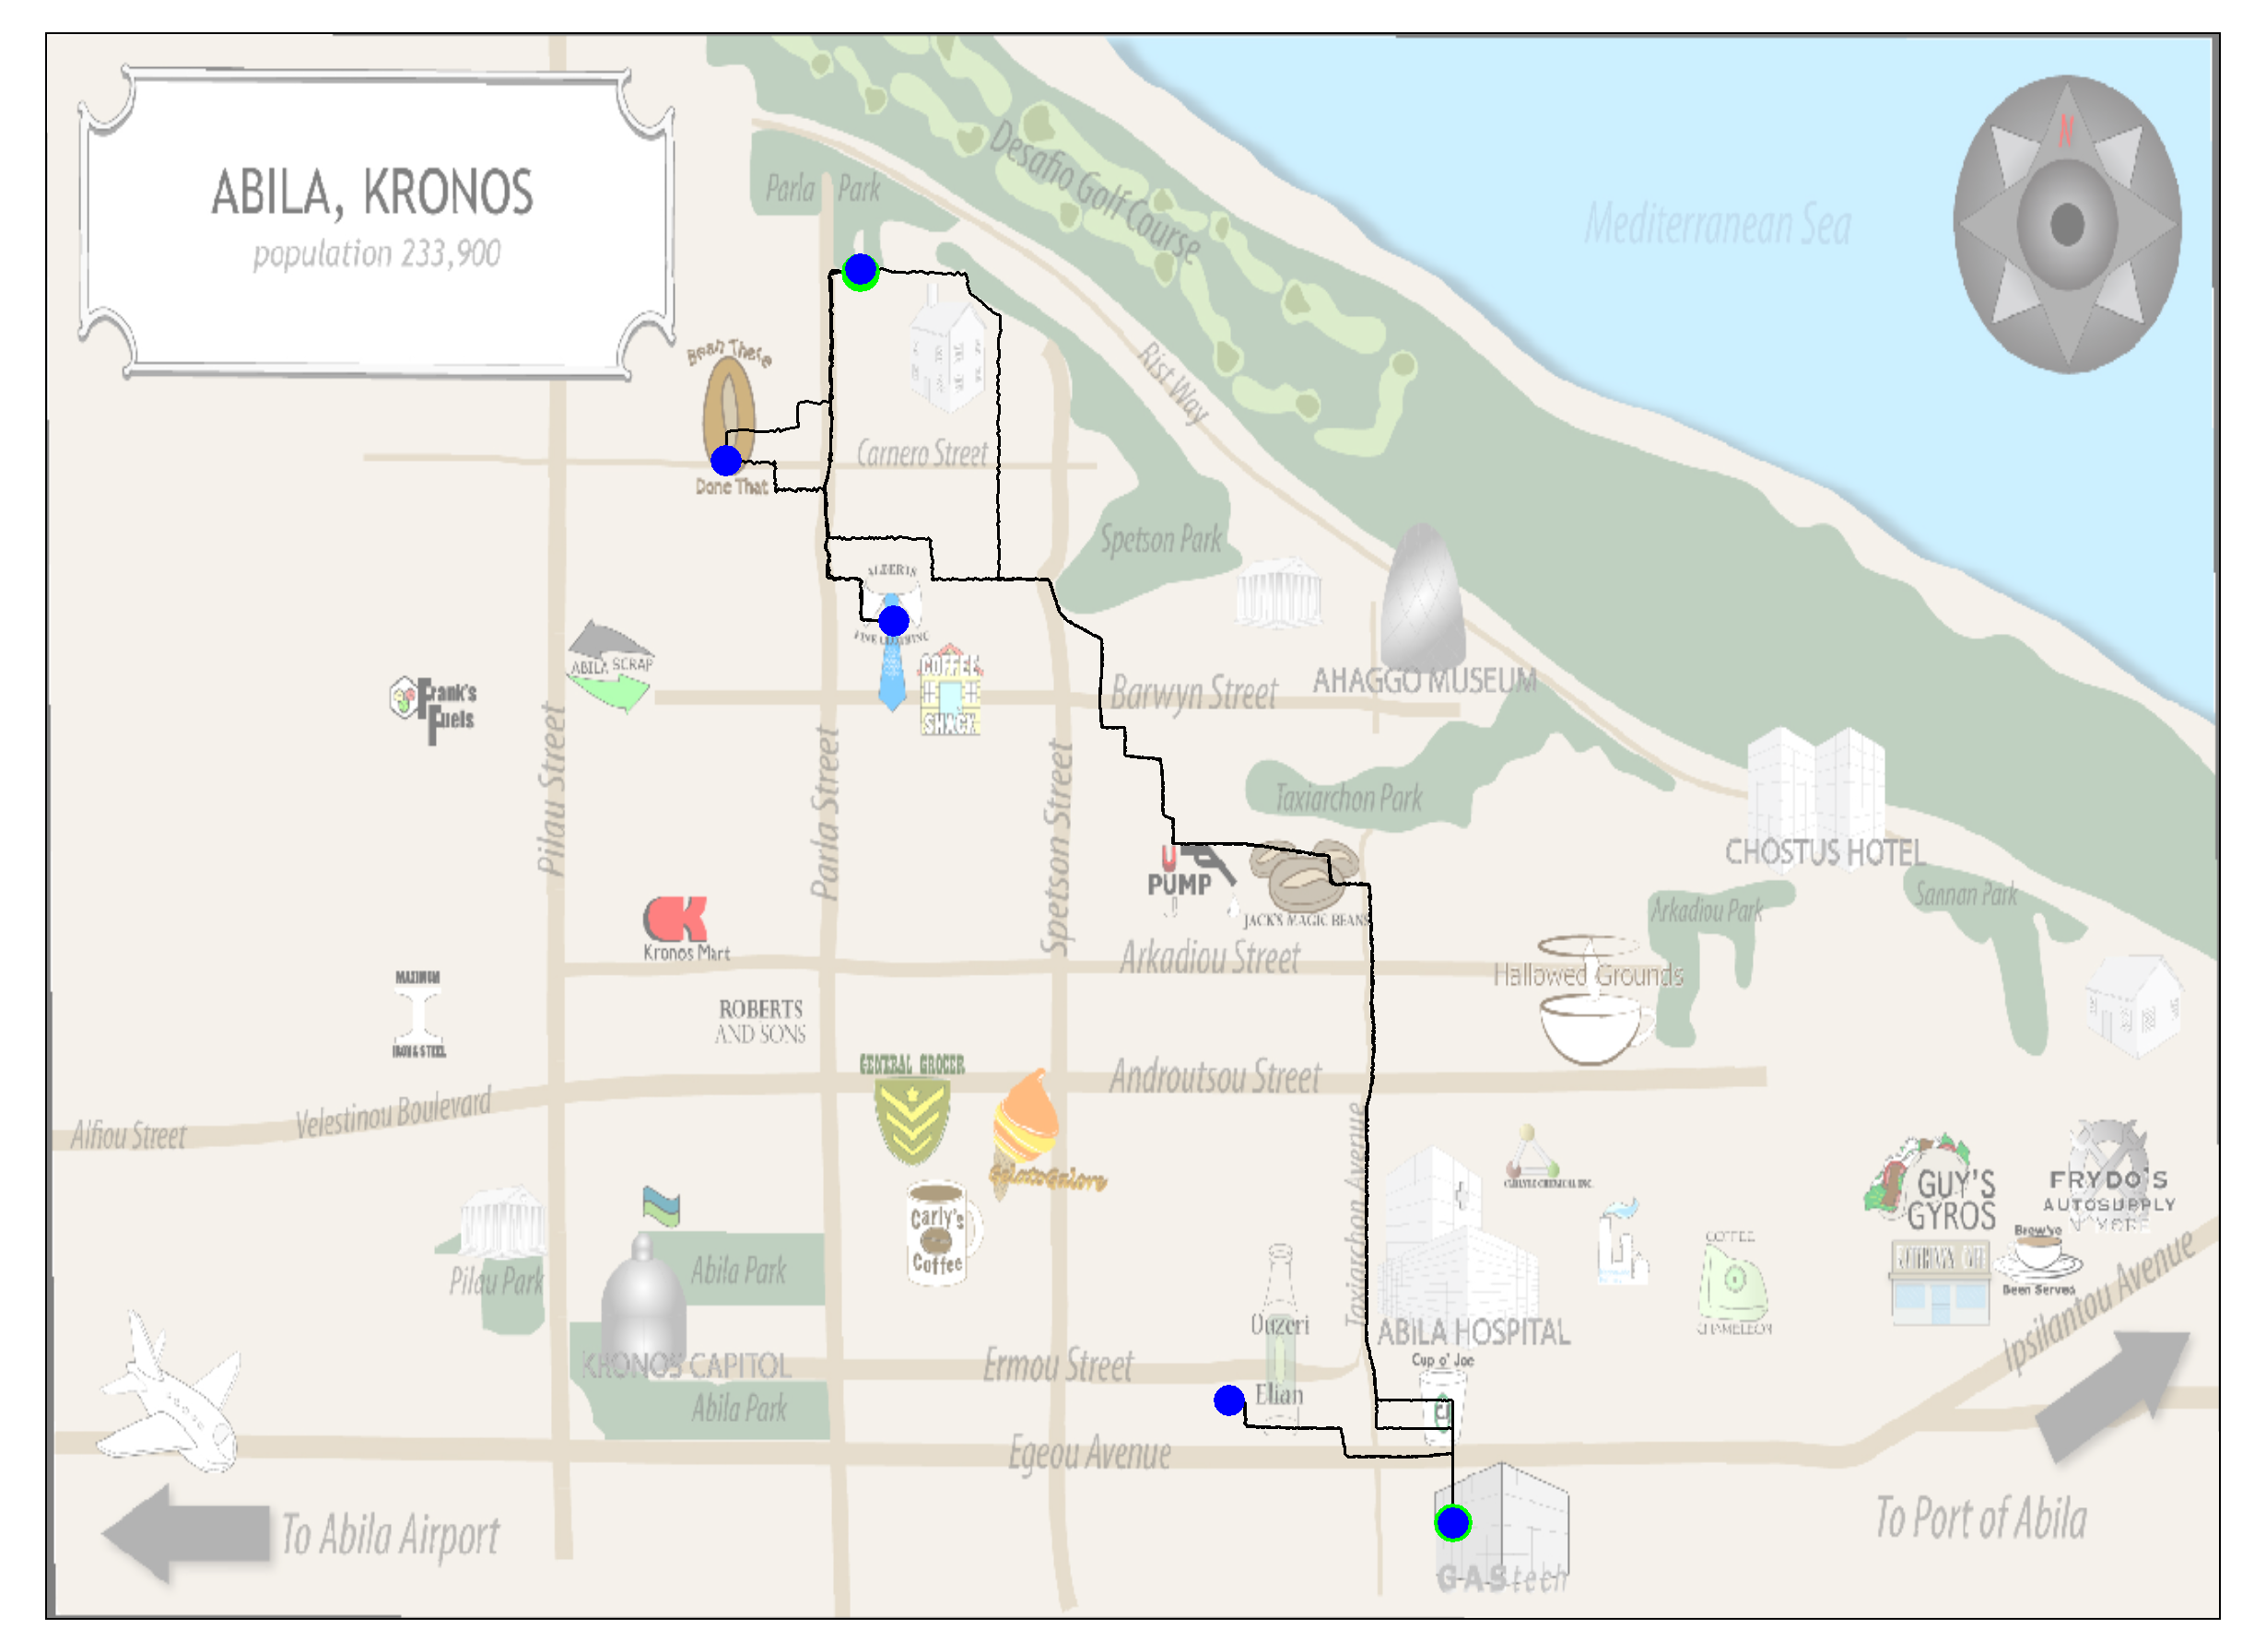 ABILA, KRONOS
population 233,900
N
Mediterranean Sea
Desafio Golf Course
Parla Park
Rist Way
Bean There
Done That
Carnero Street
Spetson Park
ALBERTS
FINE CLOTHING
ABILA SCRAP
Frank's
Fuels
COFFEE
SHACK
Barwyn Street
AHAGGO MUSEUM
Pilau Street
Parla Street
Spetson Street
Taxiarchon Park
CHOSTUS HOTEL
U
PUMP
JACK'S MAGIC BEANS
Arkadiou Park
Sannan Park
Kronos Mart
Arkadiou Street
Hallowed Grounds
MAXIMUM
IRON & STEEL
ROBERTS
AND SONS
GENERAL GROCER
Androutsou Street
Alfiou Street
Velestinou Boulevard
GelatoGalore
Taxiarchon Avenue
CARLYLE CHEMICAL INC.
GUY'S
GYROS
FRYDO'S
AUTOSUPPLY
N' MORE
Carly's
Coffee
Pilau Park
Abila Park
COFFEE
CHAMELEON
Brew've
Been Served
Ipsilantou Avenue
Ouzeri
Elian
ABILA HOSPITAL
KRONOS CAPITOL
Ermou Street
Cup o' Joe
Abila Park
Egeou Avenue
To Abila Airport
To Port of Abila
GAStech